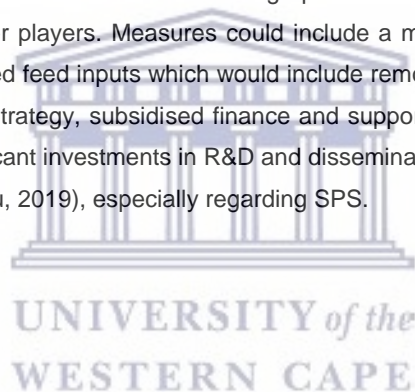 r players. Measures could include a m
ed feed inputs which would include rem
trategy, subsidised finance and suppor
cant investments in R&D and dissemina
u, 2019), especially regarding SPS.
UNIVERSITY of the
WESTERN CAPE